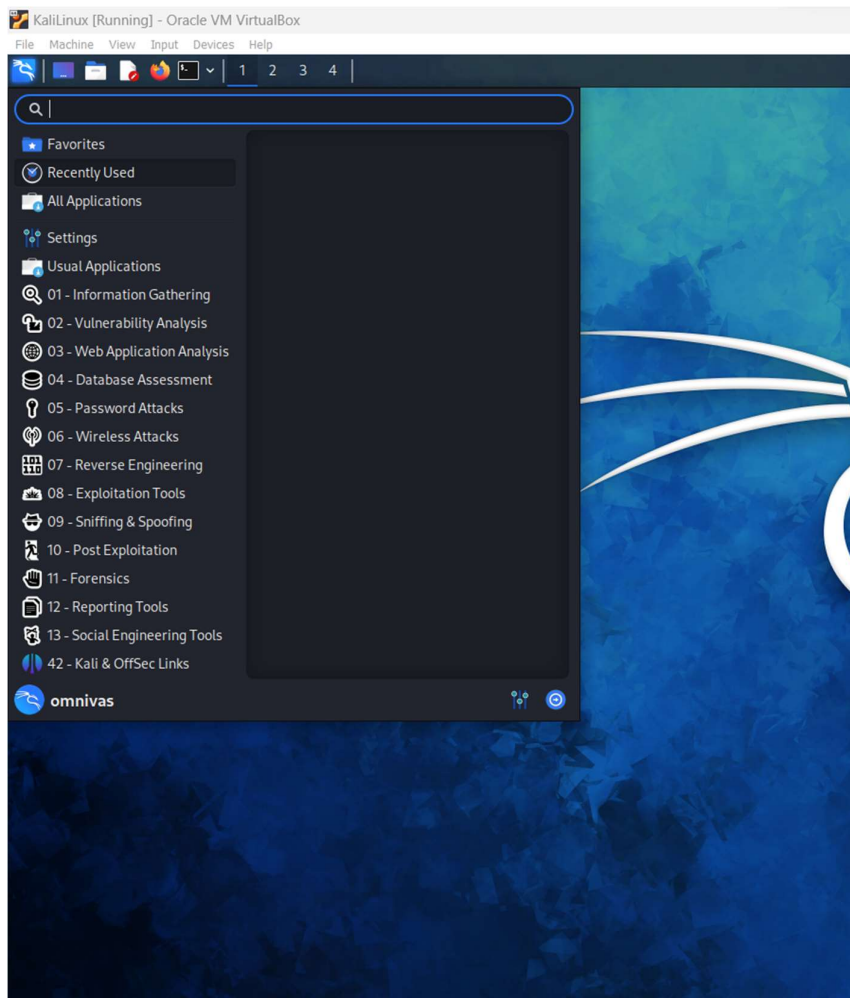 KaliLinux [Running] - Oracle VM VirtualBox
File Machine View Input Devices Help
1 2 3 4
Favorites
Recently Used
All Applications
Settings
Usual Applications
01 - Information Gathering
02 - Vulnerability Analysis
03 - Web Application Analysis
04 - Database Assessment
05 - Password Attacks
06 - Wireless Attacks
07 - Reverse Engineering
08 - Exploitation Tools
09 - Sniffing & Spoofing
10 - Post Exploitation
11 - Forensics
12 - Reporting Tools
13 - Social Engineering Tools
42 - Kali & OffSec Links
omnivas